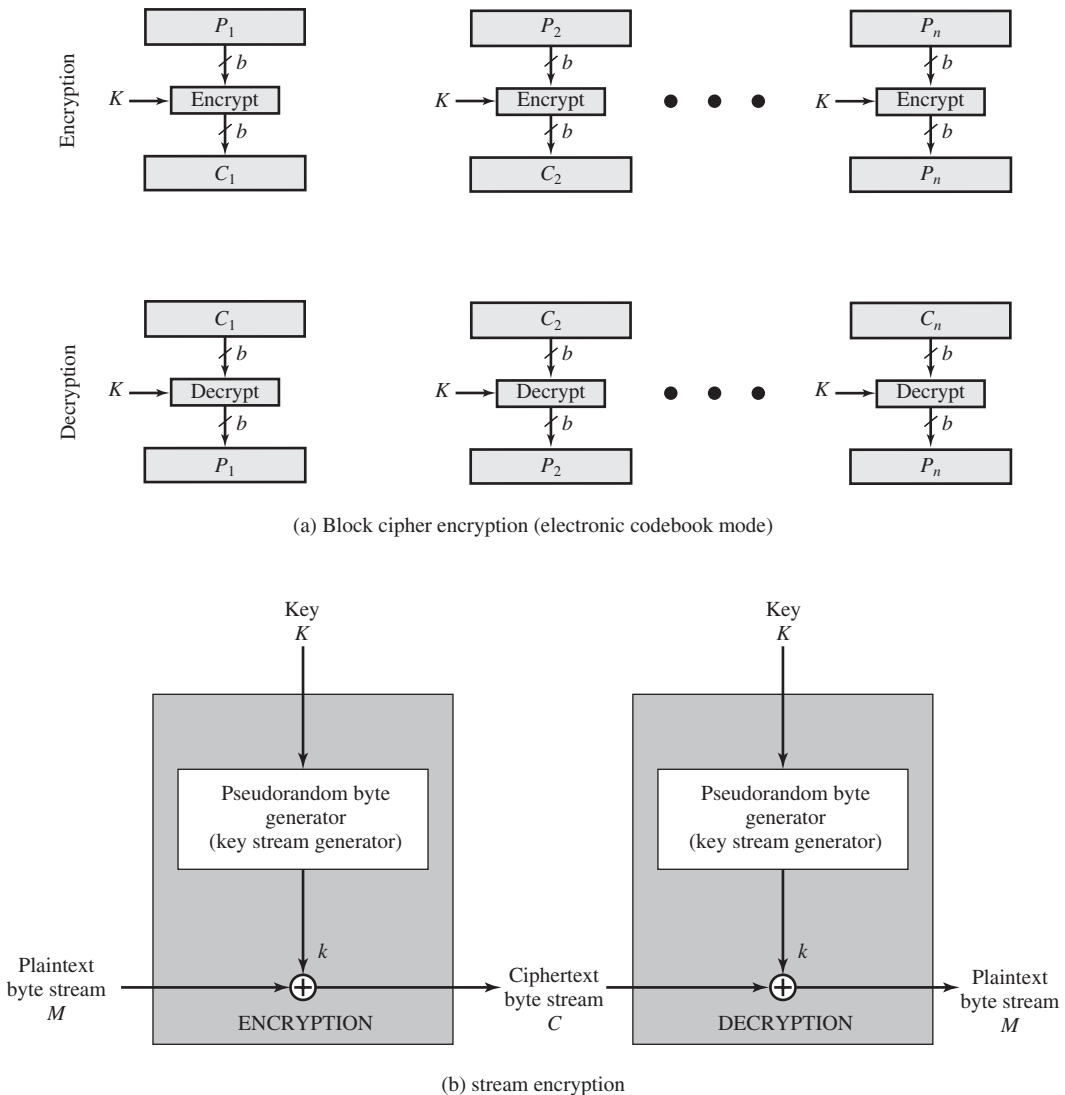 Encryption
P1
P2
Pn
b
b
b
K
Encrypt
K
Encrypt
K
Encrypt
b
b
b
C1
C2
Pn
Decryption
C1
C2
Cn
b
b
b
K
Decrypt
K
Decrypt
K
Decrypt
b
b
b
P1
P2
Pn
(a) Block cipher encryption (electronic codebook mode)
Key
K
Key
K
Pseudorandom byte
generator
(key stream generator)
Pseudorandom byte
generator
(key stream generator)
k
k
Plaintext
byte stream
M
ENCRYPTION
Ciphertext
byte stream
C
DECRYPTION
Plaintext
byte stream
M
(b) stream encryption